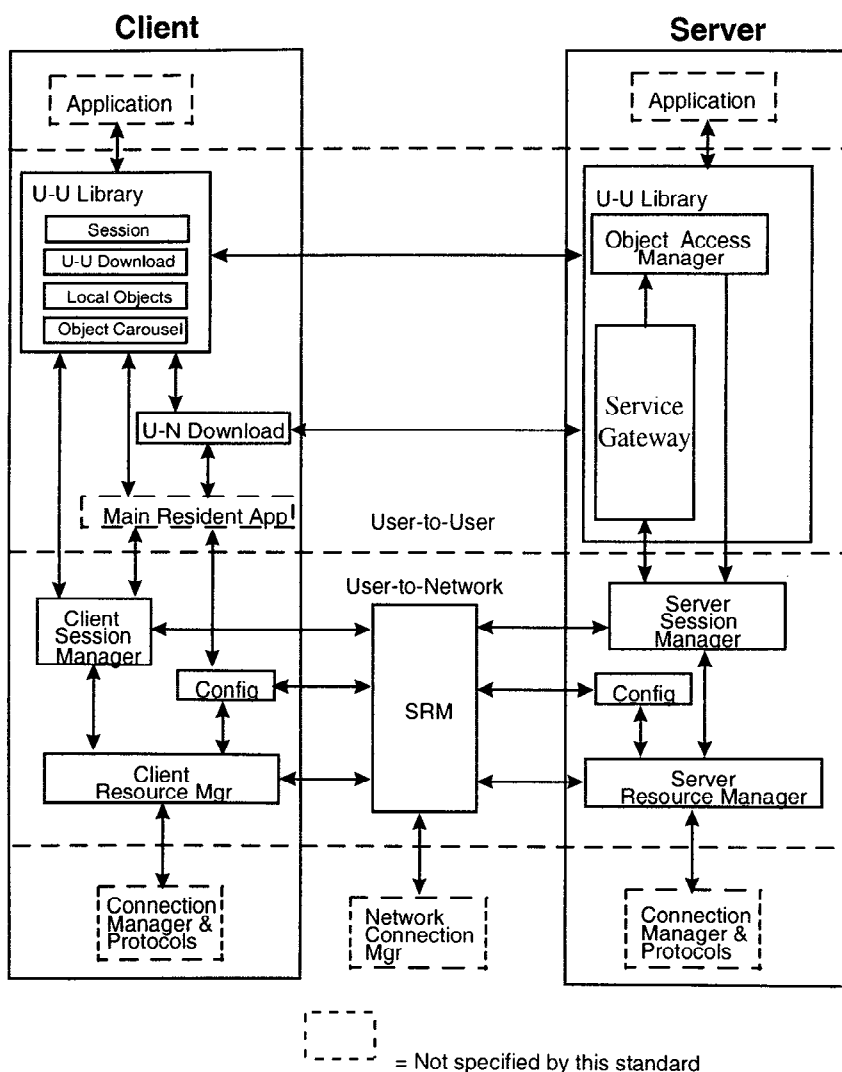 Client
Server
Application
Application
U-U Library
Session
U-U Download
Local Objects
Object Carousel
U-U Library
Object Access
Manager
Service
Gateway
U-N Download
Main Resident App
User-to-User
User-to-Network
Client
Session
Manager
Config
Client
Resource Mgr
SRM
Server
Session
Manager
Config
Server
Resource Manager
Connection
Manager &
Protocols
Network
Connection
Mgr
Connection
Manager &
Protocols
= Not specified by this standard